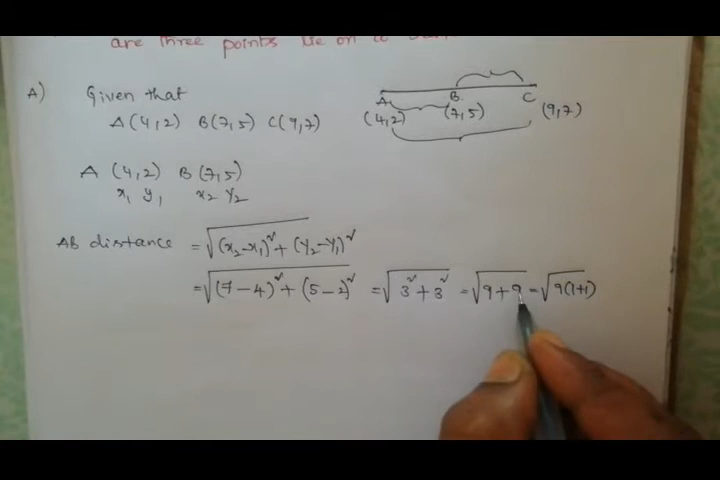 are three points lie on
A) Given that
A(4,2) B(7,5) C(9,7)
A B C
(4,2) (7,5) (9,7)
A (4,2) B(7,5)
x₁ y₁ x₂ y₂
AB distance = √(x₂-x₁)²+(y₂-y₁)²
= √(7-4)²+(5-2)² = √3²+3² = √9+9 = √9(1+1)